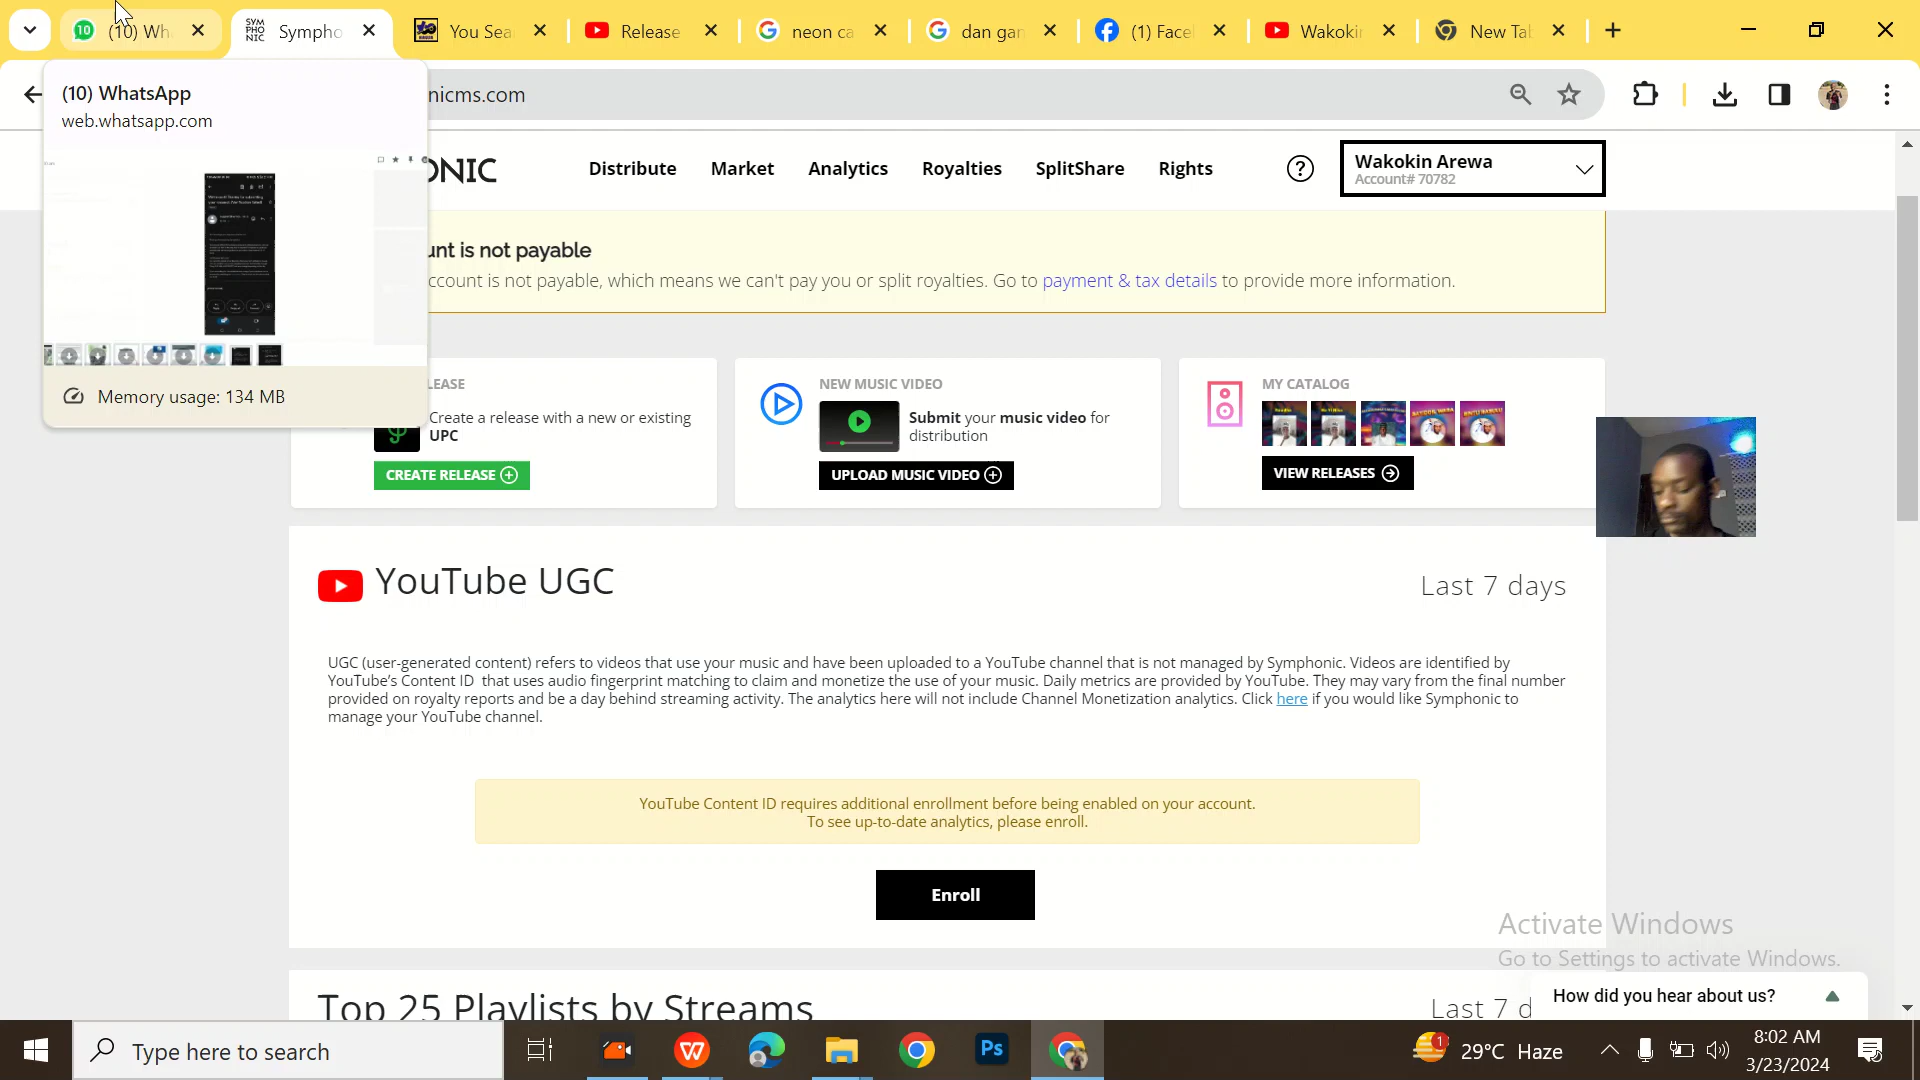 (10) Wh
Sympho
You Sea
Release
neon ca
dan gan
(1) Face
Wakokin
New Tab
(10) WhatsApp
web.whatsapp.com
Memory usage: 134 MB
nicms.com
ONIC
Distribute
Market
Analytics
Royalties
SplitShare
Rights
Wakokin Arewa
Account# 70782
unt is not payable
ccount is not payable, which means we can't pay you or split royalties. Go to payment & tax details to provide more information.
LEASE
Create a release with a new or existing
UPC
CREATE RELEASE
NEW MUSIC VIDEO
Submit your music video for
distribution
UPLOAD MUSIC VIDEO
MY CATALOG
VIEW RELEASES
YouTube UGC
Last 7 days
UGC (user-generated content) refers to videos that use your music and have been uploaded to a YouTube channel that is not managed by Symphonic. Videos are identified by
YouTube's Content ID that uses audio fingerprint matching to claim and monetize the use of your music. Daily metrics are provided by YouTube. They may vary from the final number
provided on royalty reports and be a day behind streaming activity. The analytics here will not include Channel Monetization analytics. Click here if you would like Symphonic to
manage your YouTube channel.
YouTube Content ID requires additional enrollment before being enabled on your account.
To see up-to-date analytics, please enroll.
Enroll
Top 25 Playlists by Streams
Last 7 d
Activate Windows
Go to Settings to activate Windows.
How did you hear about us?
Type here to search
Ps
29°C Haze
8:02 AM
3/23/2024